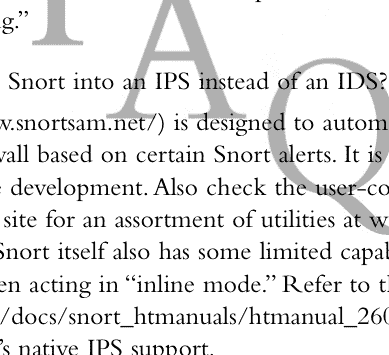 g.”
Snort into an IPS instead of an IDS?
w.snortsam.net/) is designed to autom
wall based on certain Snort alerts. It is
e development. Also check the user-co
site for an assortment of utilities at w
Snort itself also has some limited capab
en acting in “inline mode.” Refer to th
/docs/snort_htmanuals/htmanual_260
’s native IPS support.